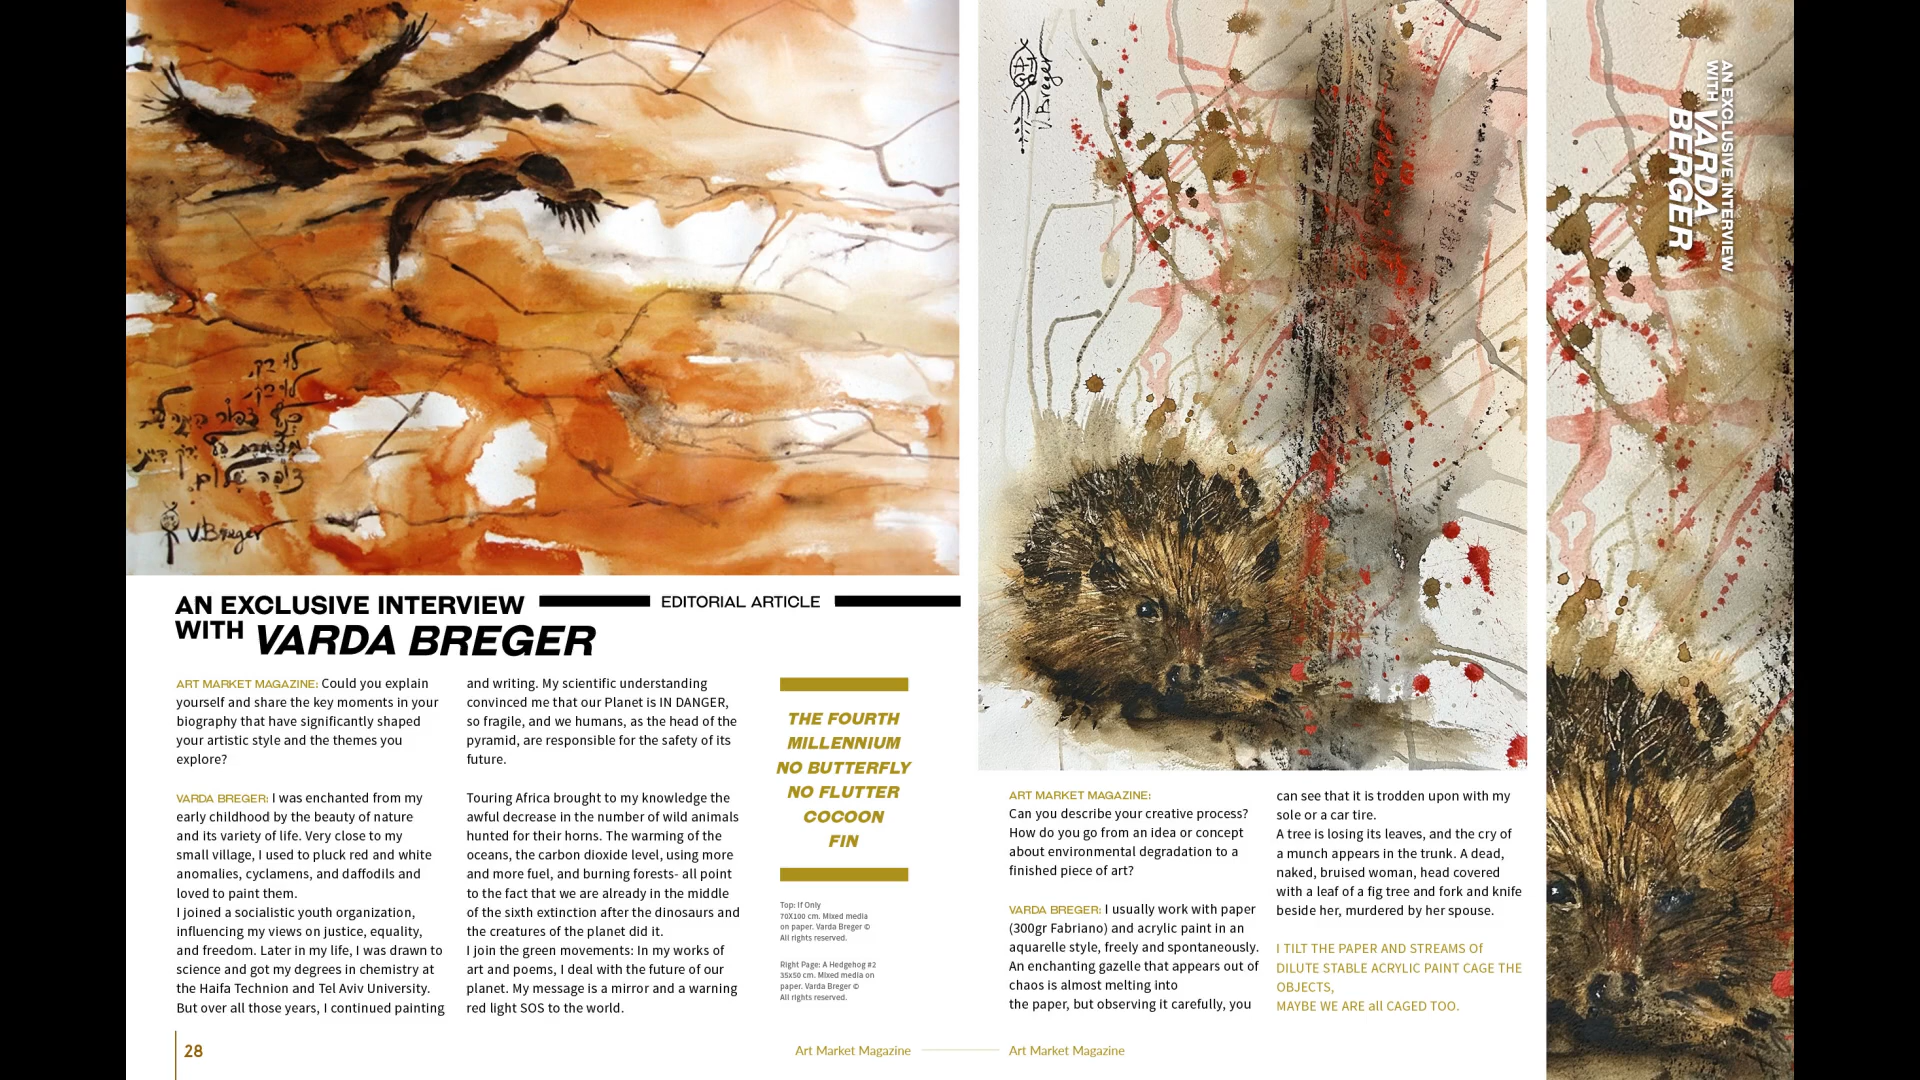 לו רק,
לו רק,
V.Breger
AN EXCLUSIVE INTERVIEW
WITH VARDA BREGER
EDITORIAL ARTICLE
ART MARKET MAGAZINE: Could you explain
yourself and share the key moments in your
biography that have significantly shaped
your artistic style and the themes you
explore?
VARDA BREGER: I was enchanted from my
early childhood by the beauty of nature
and its variety of life. Very close to my
small village, I used to pluck red and white
anomalies, cyclamens, and daffodils and
loved to paint them.
I joined a socialistic youth organization,
influencing my views on justice, equality,
and freedom. Later in my life, I was drawn to
science and got my degrees in chemistry at
the Haifa Technion and Tel Aviv University.
But over all those years, I continued painting
and writing. My scientific understanding
convinced me that our Planet is IN DANGER,
so fragile, and we humans, as the head of the
pyramid, are responsible for the safety of its
future.
Touring Africa brought to my knowledge the
awful decrease in the number of wild animals
hunted for their horns. The warming of the
oceans, the carbon dioxide level, using more
and more fuel, and burning forests- all point
to the fact that we are already in the middle
of the sixth extinction after the dinosaurs and
the creatures of the planet did it.
I join the green movements: In my works of
art and poems, I deal with the future of our
planet. My message is a mirror and a warning
red light SOS to the world.
THE FOURTH
MILLENNIUM
NO BUTTERFLY
NO FLUTTER
COCOON
FIN
Top: If Only
70X100 cm. Mixed media
on paper. Varda Breger ©
All rights reserved.
Right Page: A Hedgehog #2
35x50 cm. Mixed media on
paper. Varda Breger ©
All rights reserved.
28
Art Market Magazine
V. Breger
ART MARKET MAGAZINE:
Can you describe your creative process?
How do you go from an idea or concept
about environmental degradation to a
finished piece of art?
VARDA BREGER: I usually work with paper
(300gr Fabriano) and acrylic paint in an
aquarelle style, freely and spontaneously.
An enchanting gazelle that appears out of
chaos is almost melting into
the paper, but observing it carefully, you
can see that it is trodden upon with my
sole or a car tire.
A tree is losing its leaves, and the cry of
a munch appears in the trunk. A dead,
naked, bruised woman, head covered
with a leaf of a fig tree and fork and knife
beside her, murdered by her spouse.
I TILT THE PAPER AND STREAMS Of
DILUTE STABLE ACRYLIC PAINT CAGE THE
OBJECTS,
MAYBE WE ARE all CAGED TOO.
Art Market Magazine
AN EXCLUSIVE INTERVIEW
WITH VARDA
BERGER